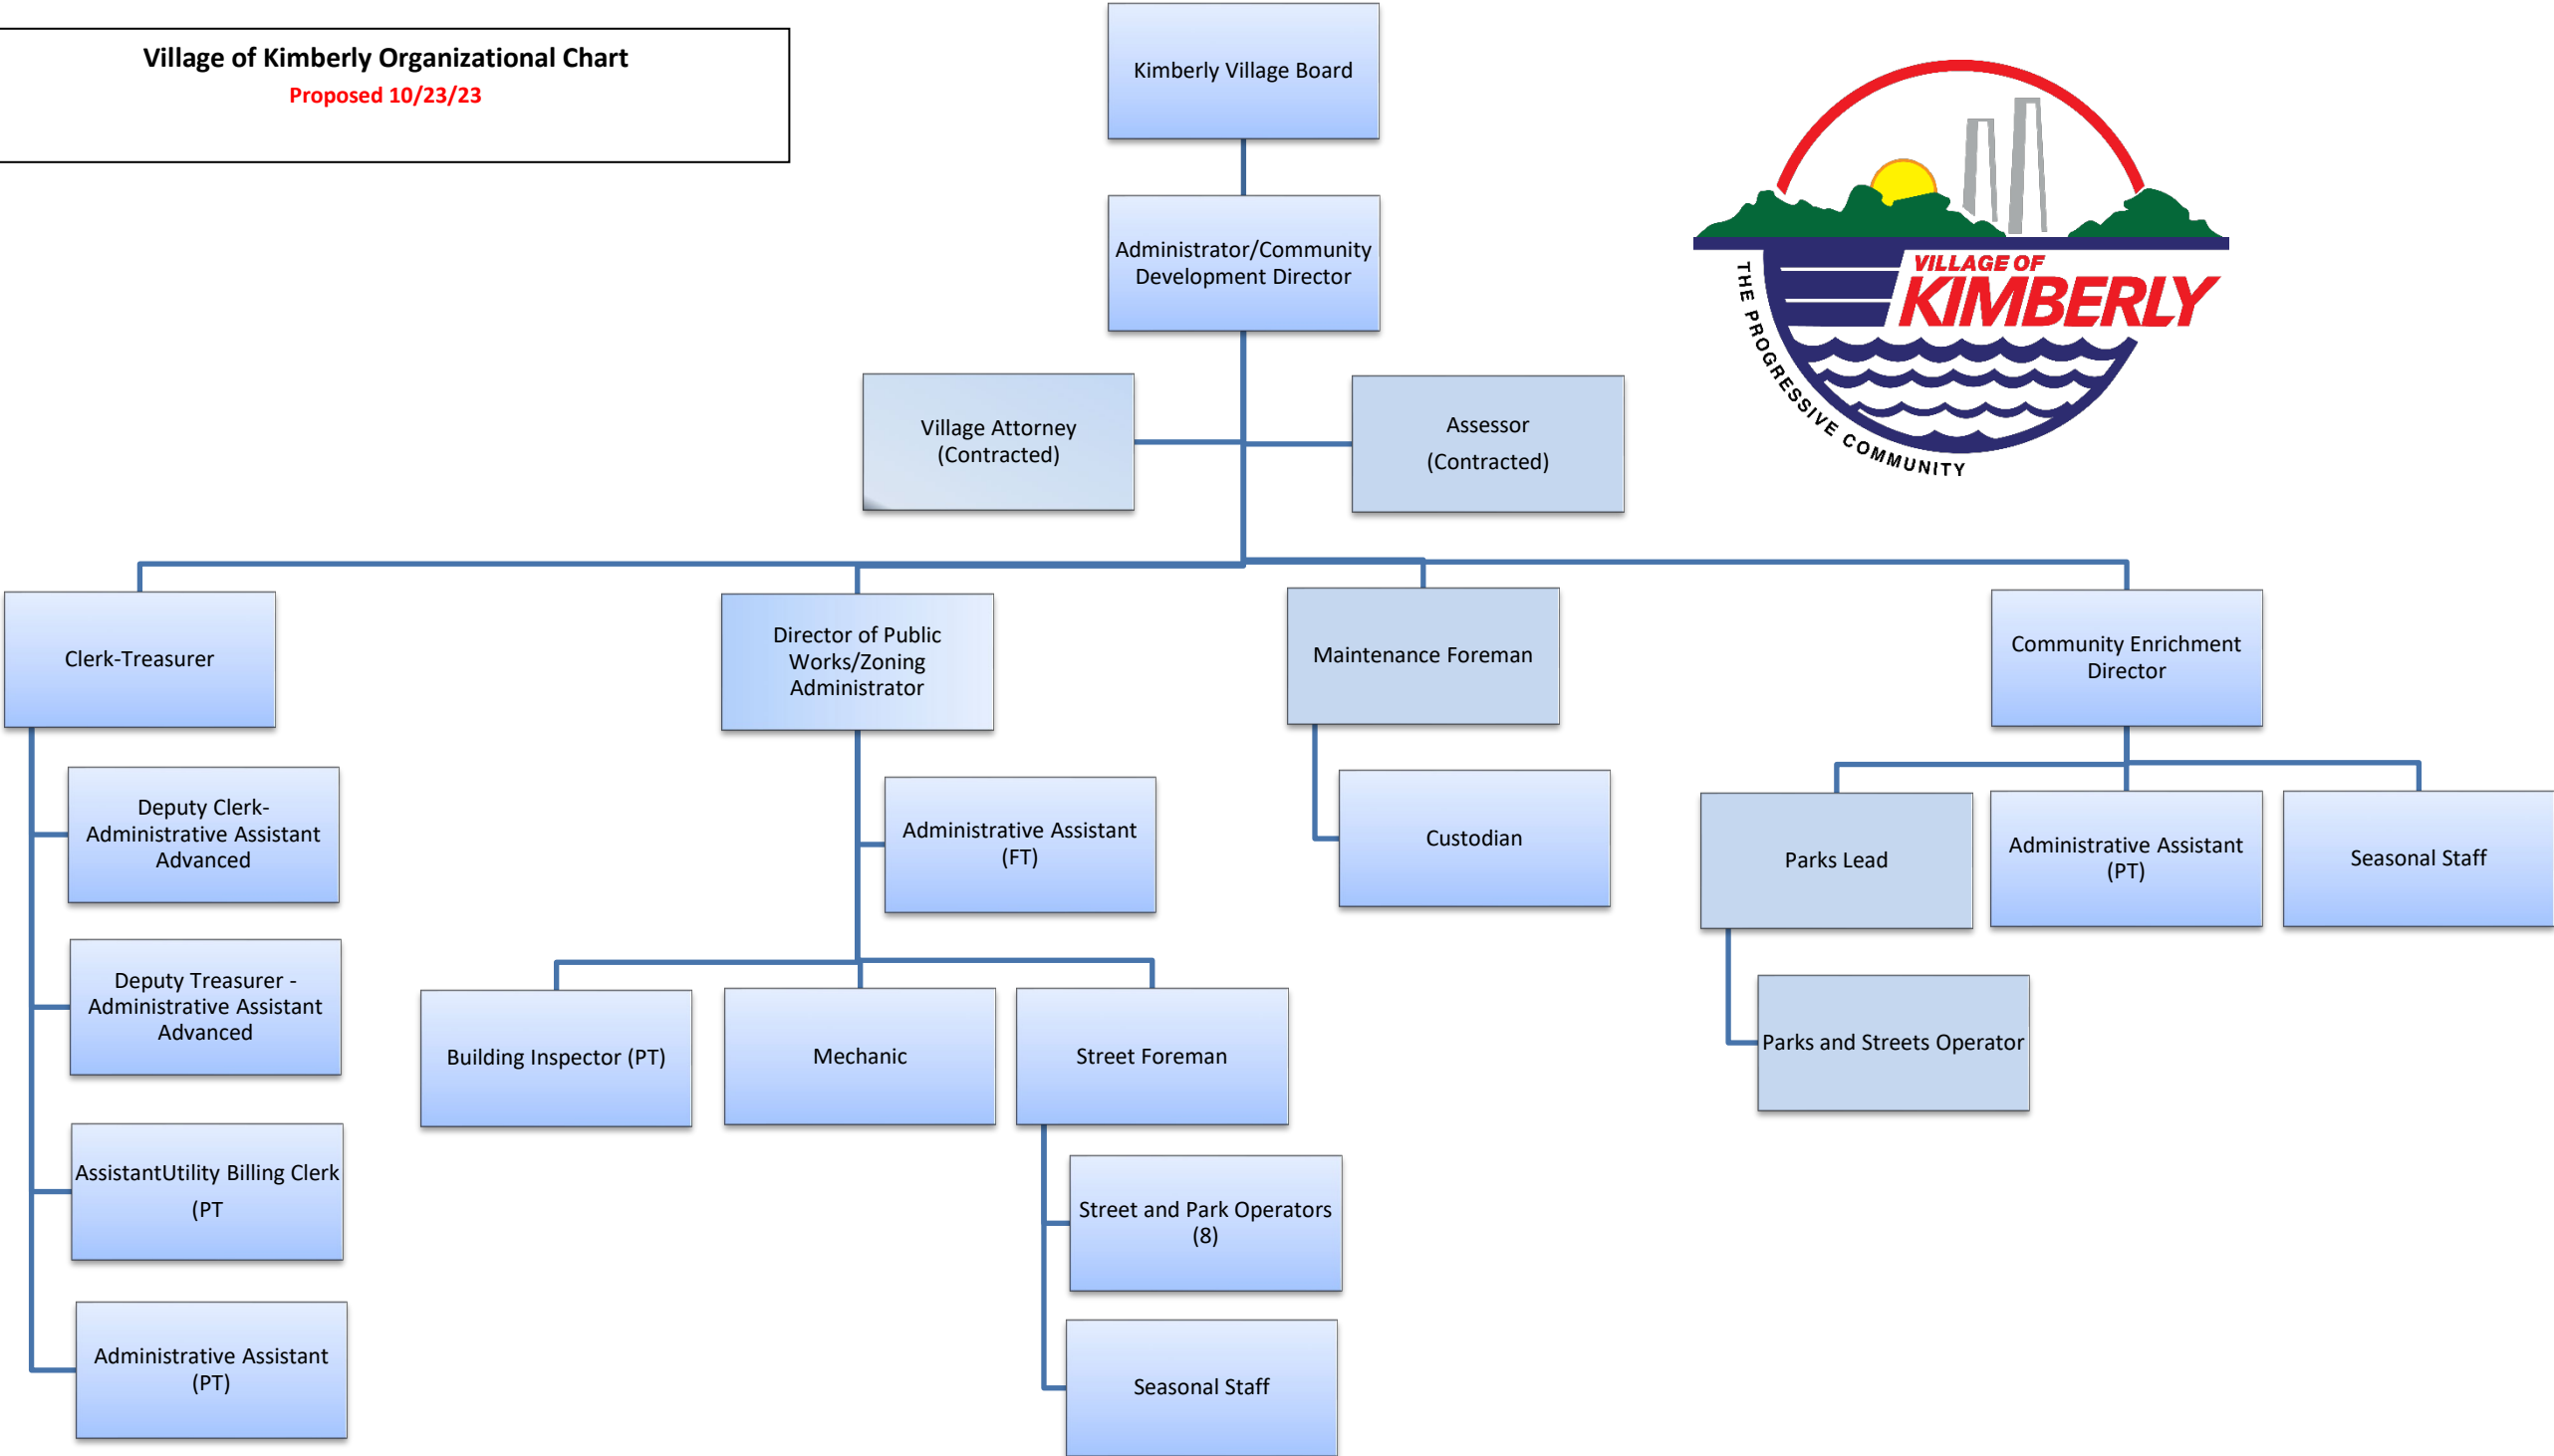 Village of Kimberly Organizational Chart
Proposed 10/23/23
Kimberly Village Board
Administrator/Community
Development Director
VILLAGE OF
KIMBERLY
THE PROGRESSIVE COMMUNITY
Village Attorney
(Contracted)
Assessor
(Contracted)
Clerk-Treasurer
Director of Public
Works/Zoning
Administrator
Maintenance Foreman
Community Enrichment
Director
Deputy Clerk-
Administrative Assistant
Advanced
Administrative Assistant
(FT)
Custodian
Parks Lead
Administrative Assistant
(PT)
Seasonal Staff
Deputy Treasurer -
Administrative Assistant
Advanced
Building Inspector (PT)
Mechanic
Street Foreman
Parks and Streets Operator
AssistantUtility Billing Clerk
(PT
Street and Park Operators
(8)
Administrative Assistant
(PT)
Seasonal Staff